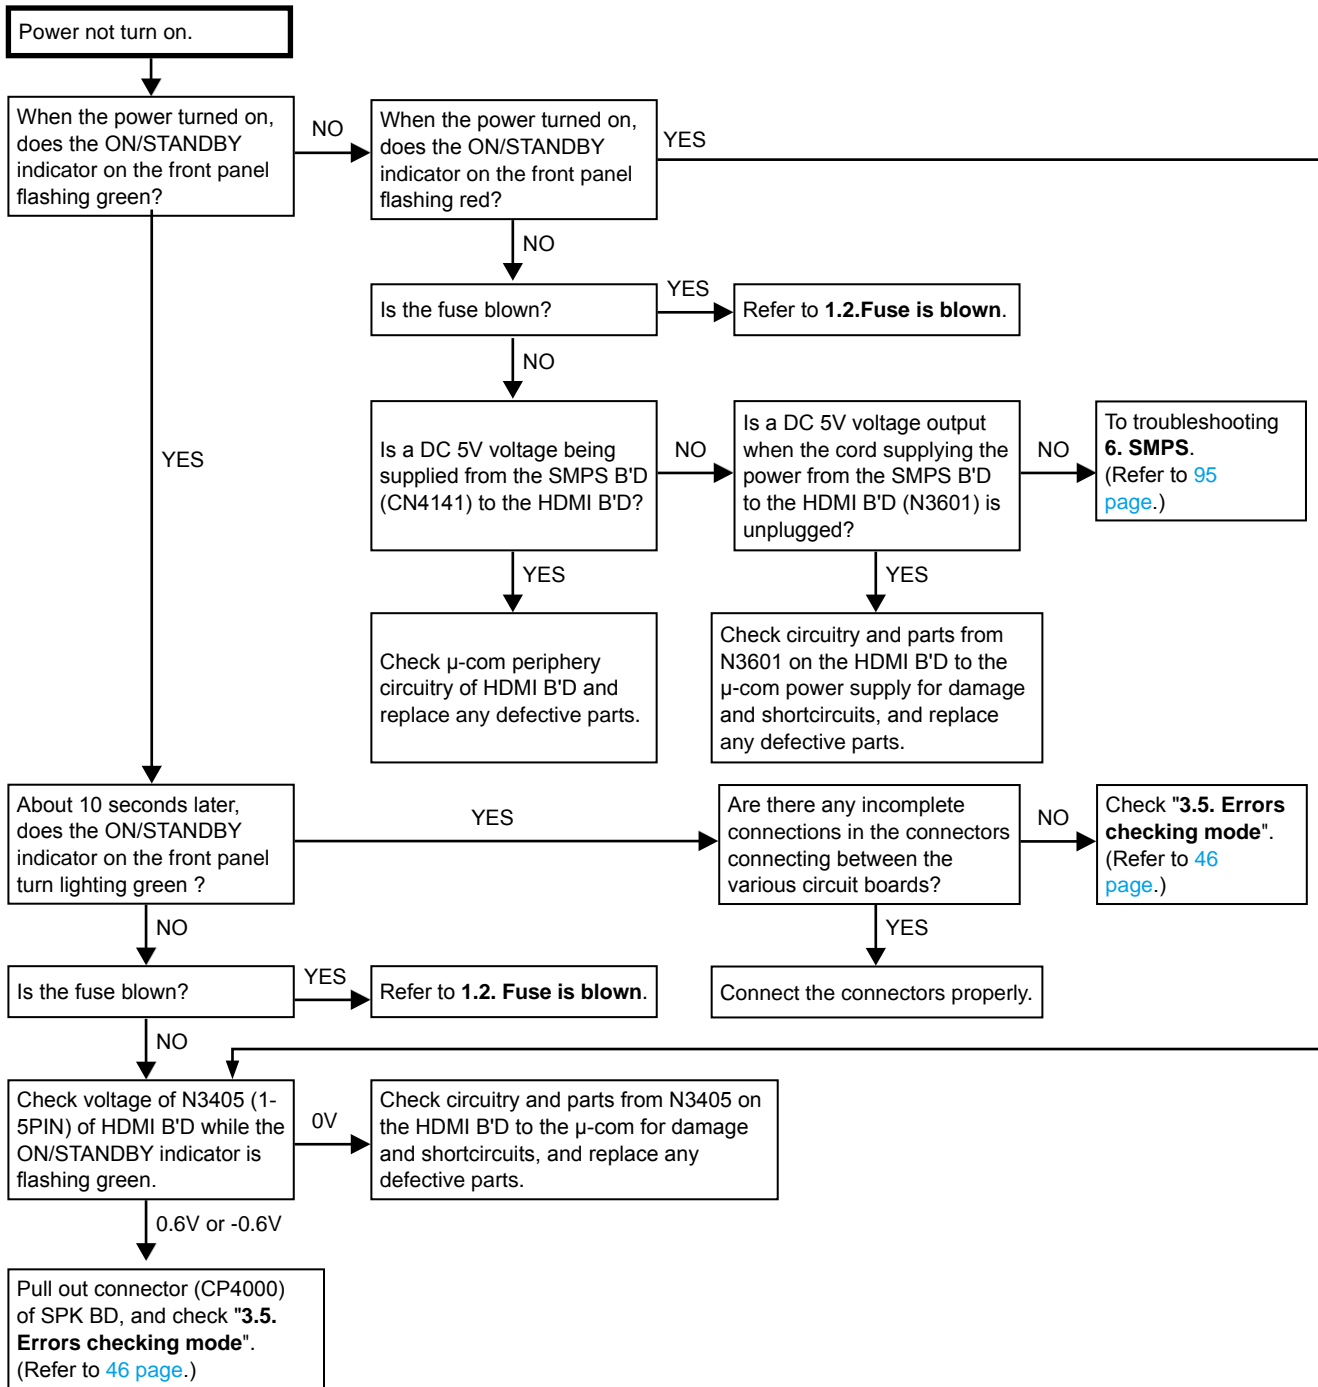 Power not turn on.
When the power turned on,
does the ON/STANDBY
indicator on the front panel
flashing green?
NO
When the power turned on,
does the ON/STANDBY
indicator on the front panel
flashing red?
YES
NO
Is the fuse blown?
YES
Refer to 1.2.Fuse is blown.
NO
YES
Is a DC 5V voltage being
supplied from the SMPS B'D
(CN4141) to the HDMI B'D?
NO
Is a DC 5V voltage output
when the cord supplying the
power from the SMPS B'D
to the HDMI B'D (N3601) is
unplugged?
NO
To troubleshooting
6. SMPS.
(Refer to 95
page.)
YES
YES
Check µ-com periphery
circuitry of HDMI B'D and
replace any defective parts.
Check circuitry and parts from
N3601 on the HDMI B'D to the
µ-com power supply for damage
and shortcircuits, and replace
any defective parts.
About 10 seconds later,
does the ON/STANDBY
indicator on the front panel
turn lighting green ?
YES
Are there any incomplete
connections in the connectors
connecting between the
various circuit boards?
NO
Check "3.5. Errors
checking mode".
(Refer to 46
page.)
NO
YES
Is the fuse blown?
YES
Refer to 1.2. Fuse is blown.
Connect the connectors properly.
NO
Check voltage of N3405 (1-
5PIN) of HDMI B'D while the
ON/STANDBY indicator is
flashing green.
0V
Check circuitry and parts from N3405 on
the HDMI B'D to the µ-com for damage
and shortcircuits, and replace any
defective parts.
0.6V or -0.6V
Pull out connector (CP4000)
of SPK BD, and check "3.5.
Errors checking mode".
(Refer to 46 page.)